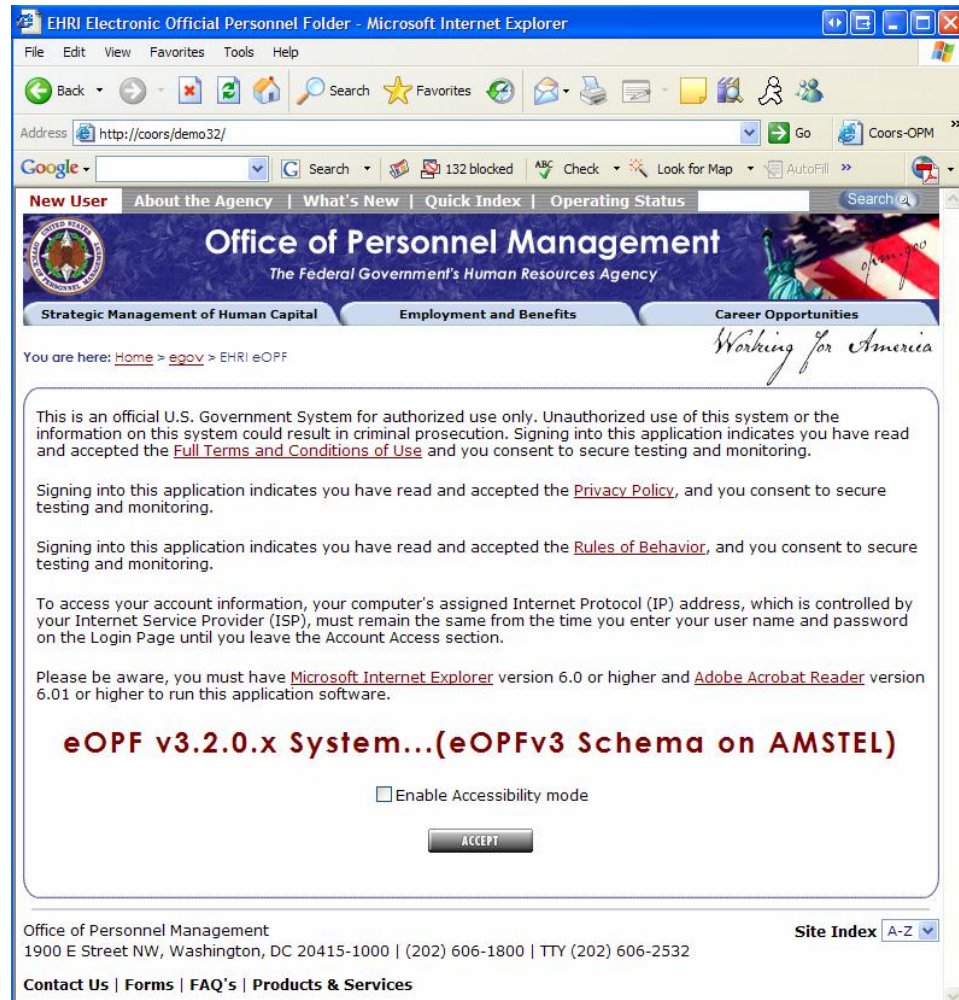 EHRI Electronic Official Personnel Folder - Microsoft Internet Explorer
File Edit View Favorites Tools Help
Back Search Favorites
Address http://coors/demo32/ Go Coors-OPM »
Google Search 132 blocked ABC Check Look for Map AutoFill »
New User About the Agency | What's New | Quick Index | Operating Status Search
Office of Personnel Management
The Federal Government's Human Resources Agency
opm.gov
Strategic Management of Human Capital Employment and Benefits Career Opportunities
Working for America
You are here: Home > egov > EHRI eOPF
This is an official U.S. Government System for authorized use only. Unauthorized use of this system or the
information on this system could result in criminal prosecution. Signing into this application indicates you have read
and accepted the Full Terms and Conditions of Use and you consent to secure testing and monitoring.
Signing into this application indicates you have read and accepted the Privacy Policy, and you consent to secure
testing and monitoring.
Signing into this application indicates you have read and accepted the Rules of Behavior, and you consent to secure
testing and monitoring.
To access your account information, your computer's assigned Internet Protocol (IP) address, which is controlled by
your Internet Service Provider (ISP), must remain the same from the time you enter your user name and password
on the Login Page until you leave the Account Access section.
Please be aware, you must have Microsoft Internet Explorer version 6.0 or higher and Adobe Acrobat Reader version
6.01 or higher to run this application software.
eOPF v3.2.0.x System...(eOPFv3 Schema on AMSTEL)
Enable Accessibility mode
ACCEPT
Office of Personnel Management Site Index A-Z
1900 E Street NW, Washington, DC 20415-1000 | (202) 606-1800 | TTY (202) 606-2532
Contact Us | Forms | FAQ's | Products & Services